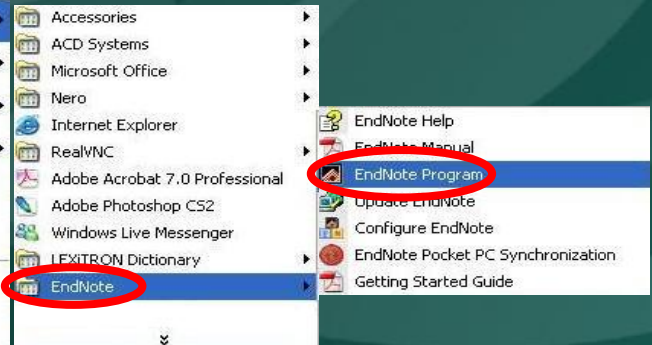 Accessories
ACD Systems
Microsoft Office
Nero
Internet Explorer
RealVNC
Adobe Acrobat 7.0 Professional
Adobe Photoshop CS2
Windows Live Messenger
LEXiTRON Dictionary
EndNote
EndNote Help
EndNote Manual
EndNote Program
Update EndNote
Configure EndNote
EndNote Pocket PC Synchronization
Getting Started Guide